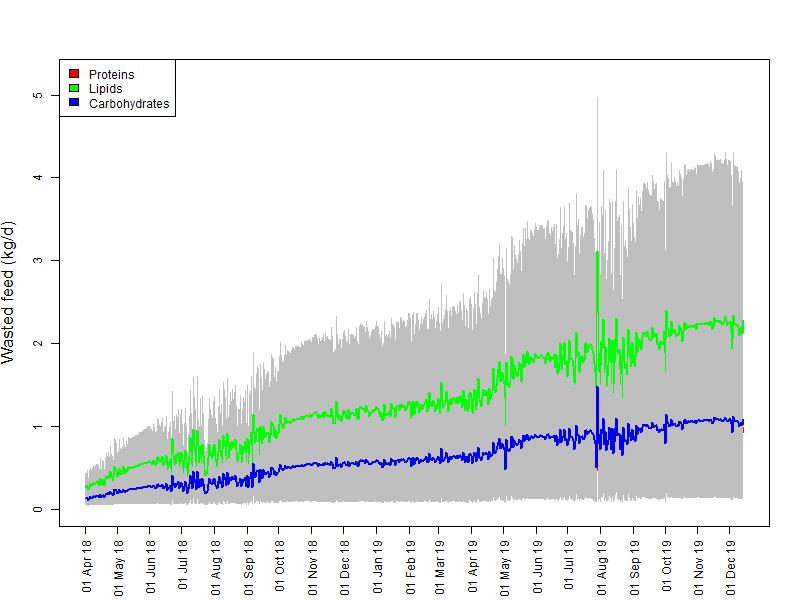 Proteins
Lipids
Carbohydrates
Wasted feed (kg/d)
5
4
3
2
1
0
01 Apr 18
01 May 18
01 Jun 18
01 Jul 18
01 Aug 18
01 Sep 18
01 Oct 18
01 Nov 18
01 Dec 18
01 Jan 19
01 Feb 19
01 Mar 19
01 Apr 19
01 May 19
01 Jun 19
01 Jul 19
01 Aug 19
01 Sep 19
01 Oct 19
01 Nov 19
01 Dec 19